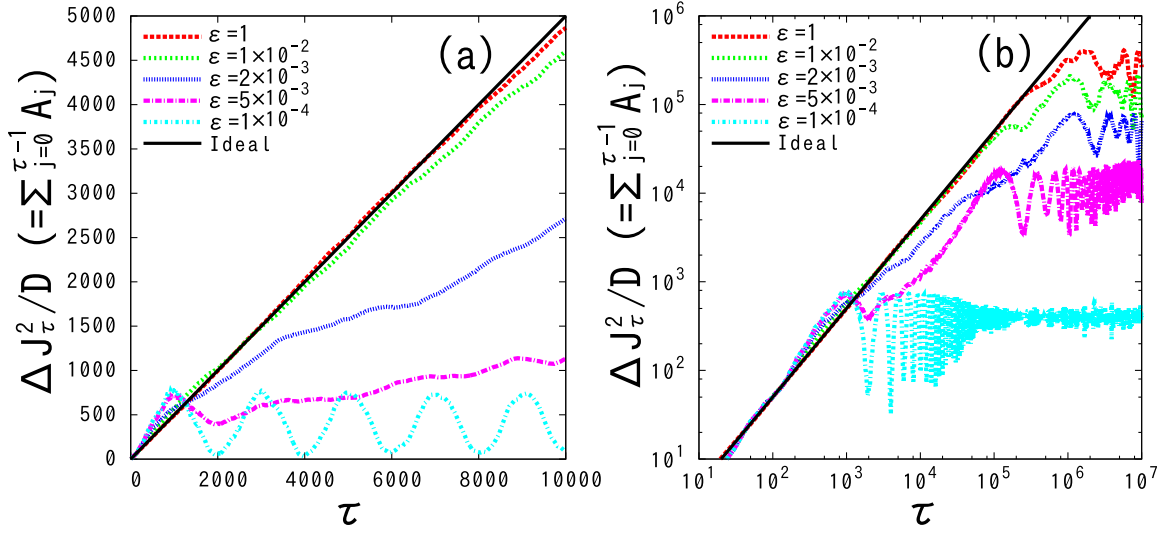 (a)
ε=1
ε=1×10⁻²
ε=2×10⁻³
ε=5×10⁻³
ε=1×10⁻⁴
Ideal
5000
4500
4000
3500
3000
2500
2000
1500
1000
500
0
ΔJ²_τ/D (=Σ^{τ-1}_{j=0} A_j)
0 2000 4000 6000 8000 10000
τ
(b)
ε=1
ε=1×10⁻²
ε=2×10⁻³
ε=5×10⁻³
ε=1×10⁻⁴
Ideal
10⁶
10⁵
10⁴
10³
10²
10¹
ΔJ²_τ/D (=Σ^{τ-1}_{j=0} A_j)
10¹ 10² 10³ 10⁴ 10⁵ 10⁶ 10⁷
τ